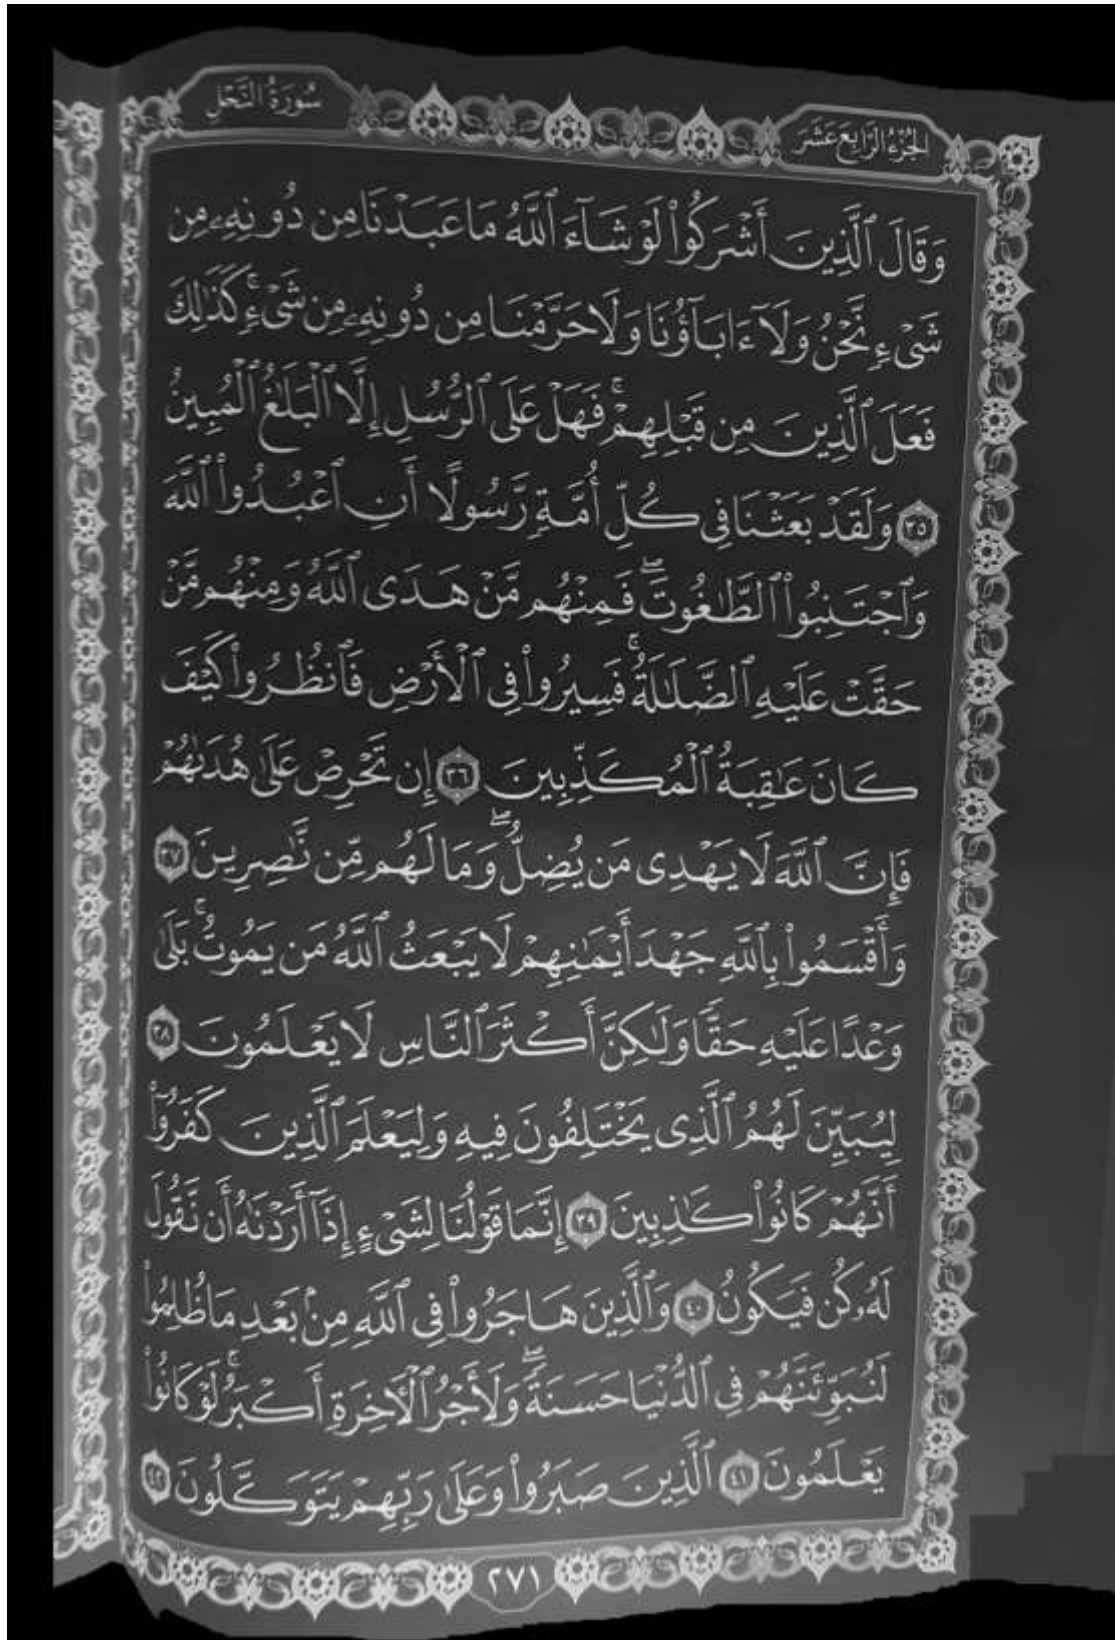 سُورَةُ النَّحْلِ
الجُزْءُ الرَّابِعَ عَشَرَ
وَقَالَ ٱلَّذِينَ أَشْرَكُوا۟ لَوْ شَآءَ ٱللَّهُ مَا عَبَدْنَا مِن دُونِهِۦ مِن
شَىْءٍ نَّحْنُ وَلَآ ءَابَآؤُنَا وَلَا حَرَّمْنَا مِن دُونِهِۦ مِن شَىْءٍ ۚ كَذَٰلِكَ
فَعَلَ ٱلَّذِينَ مِن قَبْلِهِمْ ۚ فَهَلْ عَلَى ٱلرُّسُلِ إِلَّا ٱلْبَلَٰغُ ٱلْمُبِينُ
٣٥ وَلَقَدْ بَعَثْنَا فِى كُلِّ أُمَّةٍ رَّسُولًا أَنِ ٱعْبُدُوا۟ ٱللَّهَ
وَٱجْتَنِبُوا۟ ٱلطَّٰغُوتَ ۖ فَمِنْهُم مَّنْ هَدَى ٱللَّهُ وَمِنْهُم مَّنْ
حَقَّتْ عَلَيْهِ ٱلضَّلَٰلَةُ ۚ فَسِيرُوا۟ فِى ٱلْأَرْضِ فَٱنظُرُوا۟ كَيْفَ
كَانَ عَٰقِبَةُ ٱلْمُكَذِّبِينَ ٣٦ إِن تَحْرِصْ عَلَىٰ هُدَىٰهُمْ
فَإِنَّ ٱللَّهَ لَا يَهْدِى مَن يُضِلُّ ۖ وَمَا لَهُم مِّن نَّٰصِرِينَ ٣٧
وَأَقْسَمُوا۟ بِٱللَّهِ جَهْدَ أَيْمَٰنِهِمْ لَا يَبْعَثُ ٱللَّهُ مَن يَمُوتُ ۚ بَلَىٰ
وَعْدًا عَلَيْهِ حَقًّا وَلَٰكِنَّ أَكْثَرَ ٱلنَّاسِ لَا يَعْلَمُونَ ٣٨
لِيُبَيِّنَ لَهُمُ ٱلَّذِى يَخْتَلِفُونَ فِيهِ وَلِيَعْلَمَ ٱلَّذِينَ كَفَرُوٓا۟
أَنَّهُمْ كَانُوا۟ كَٰذِبِينَ ٣٩ إِنَّمَا قَوْلُنَا لِشَىْءٍ إِذَآ أَرَدْنَٰهُ أَن نَّقُولَ
لَهُۥ كُن فَيَكُونُ ٤٠ وَٱلَّذِينَ هَاجَرُوا۟ فِى ٱللَّهِ مِنۢ بَعْدِ مَا ظُلِمُوا۟
لَنُبَوِّئَنَّهُمْ فِى ٱلدُّنْيَا حَسَنَةً ۖ وَلَأَجْرُ ٱلْءَاخِرَةِ أَكْبَرُ ۚ لَوْ كَانُوا۟
يَعْلَمُونَ ٤١ ٱلَّذِينَ صَبَرُوا۟ وَعَلَىٰ رَبِّهِمْ يَتَوَكَّلُونَ ٤٢
٢٧١